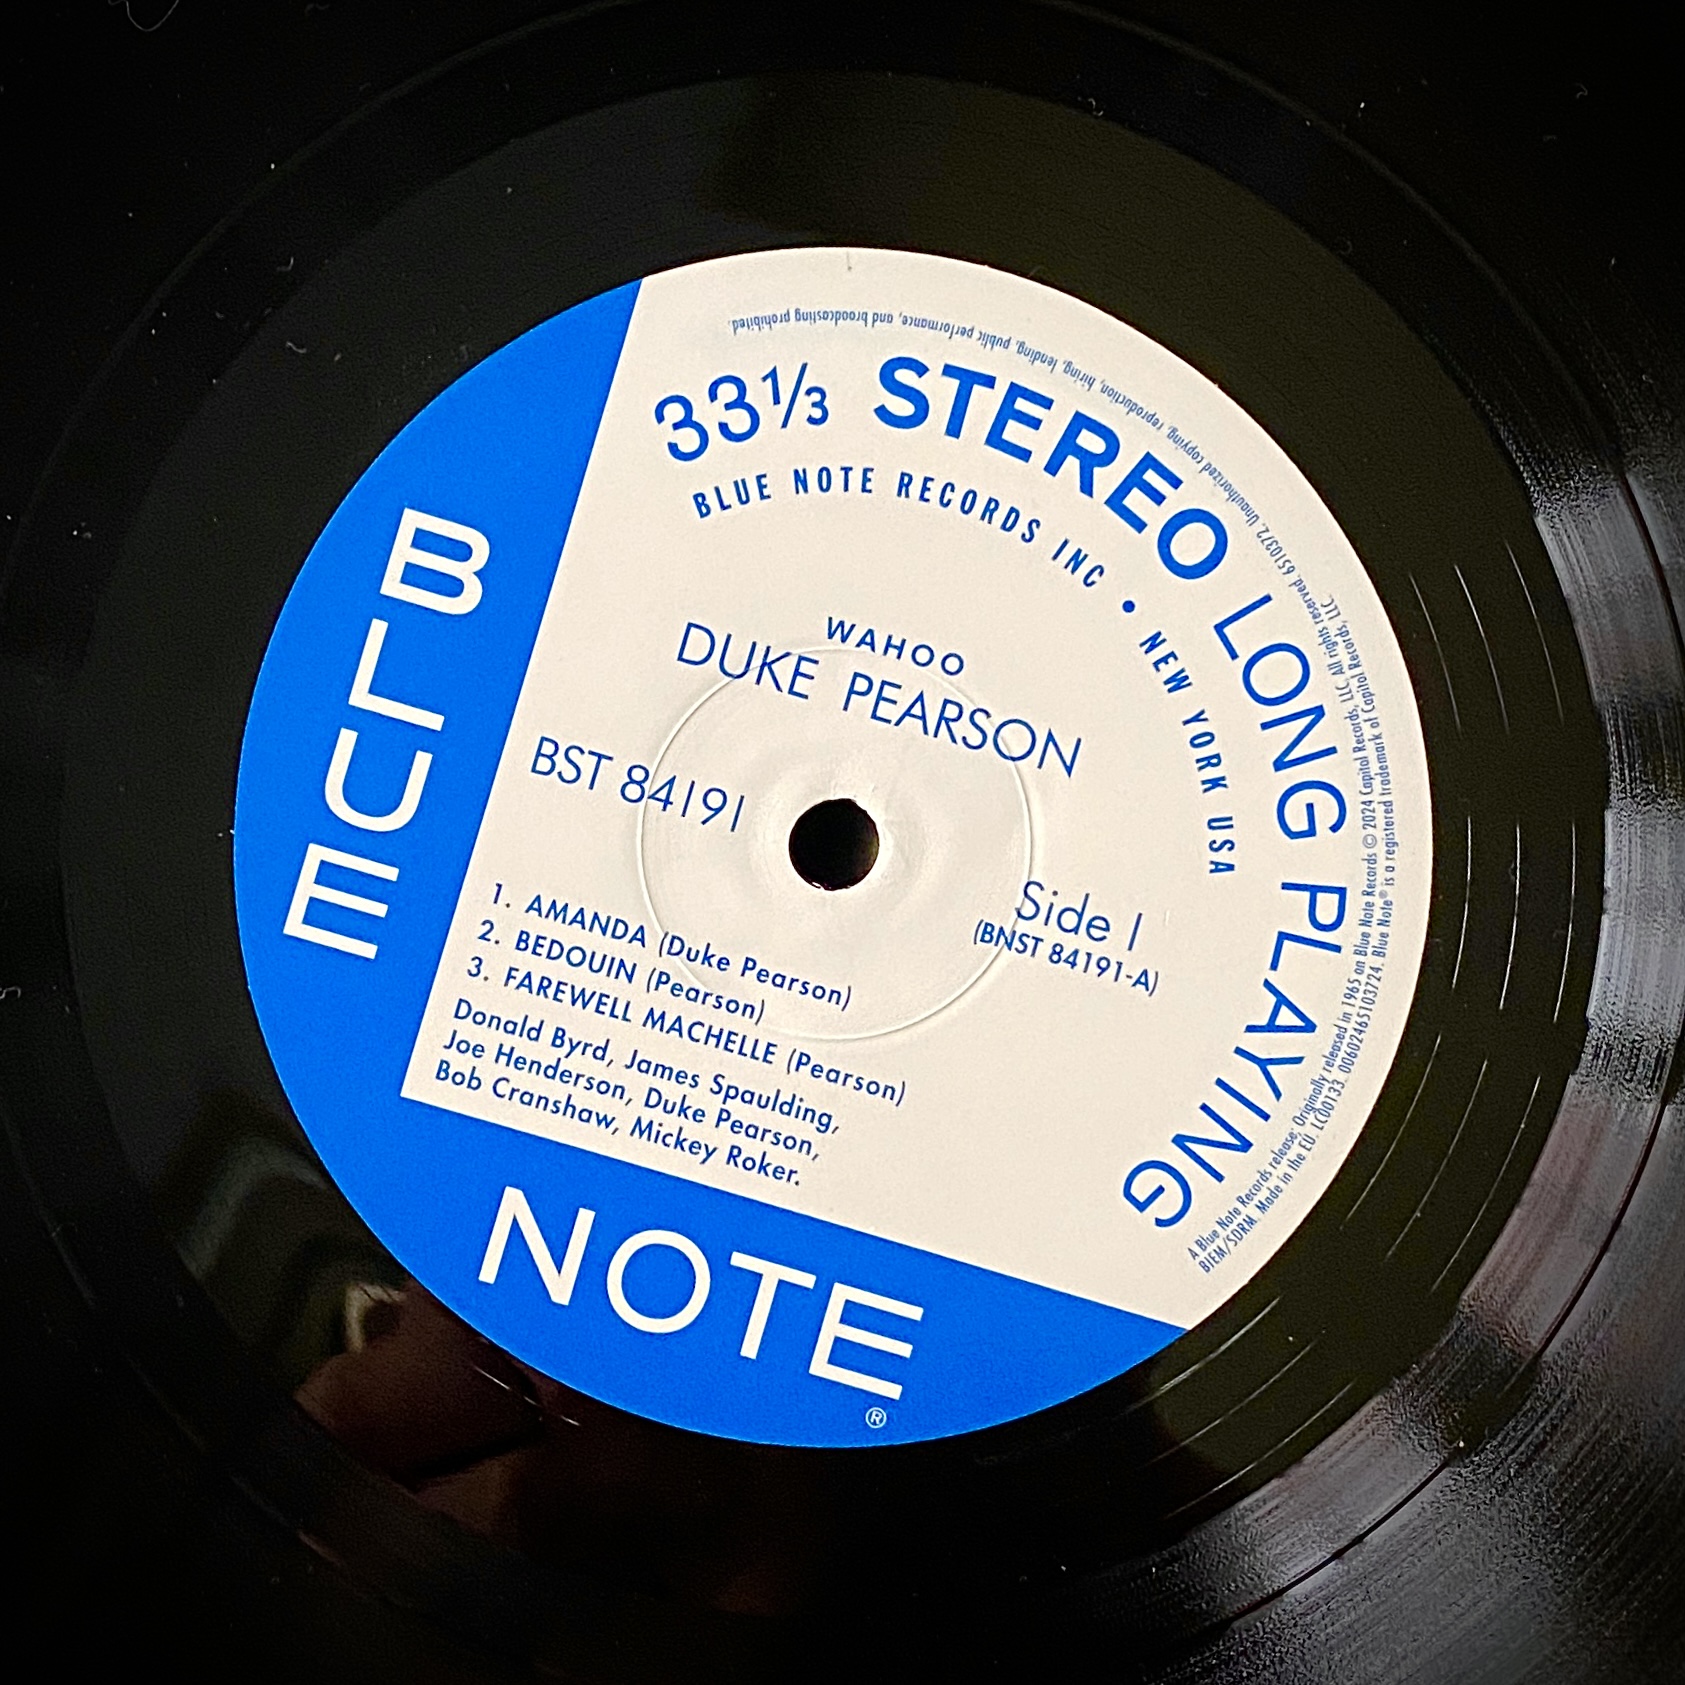 33⅓ STEREO LONG PLAYING
BLUE NOTE RECORDS INC • NEW YORK USA
WAHOO
DUKE PEARSON
BST 84191
Side 1
(BNST 84191-A)
1. AMANDA (Duke Pearson)
2. BEDOUIN (Pearson)
3. FAREWELL MACHELLE (Pearson)
Donald Byrd, James Spaulding,
Joe Henderson, Duke Pearson,
Bob Cranshaw, Mickey Roker.
BLUE
NOTE
®
A Blue Note Records release; Originally released in 1965 on Blue Note Records © 2024 Capitol Records, LLC. All rights reserved. 6510372. Unauthorized copying, reproduction, hiring, lending, public performance, and broadcasting prohibited.
BIEM/SDRM. Made in the EU. LC00133. 00602465103724. Blue Note® is a registered trademark of Capitol Records, LLC.